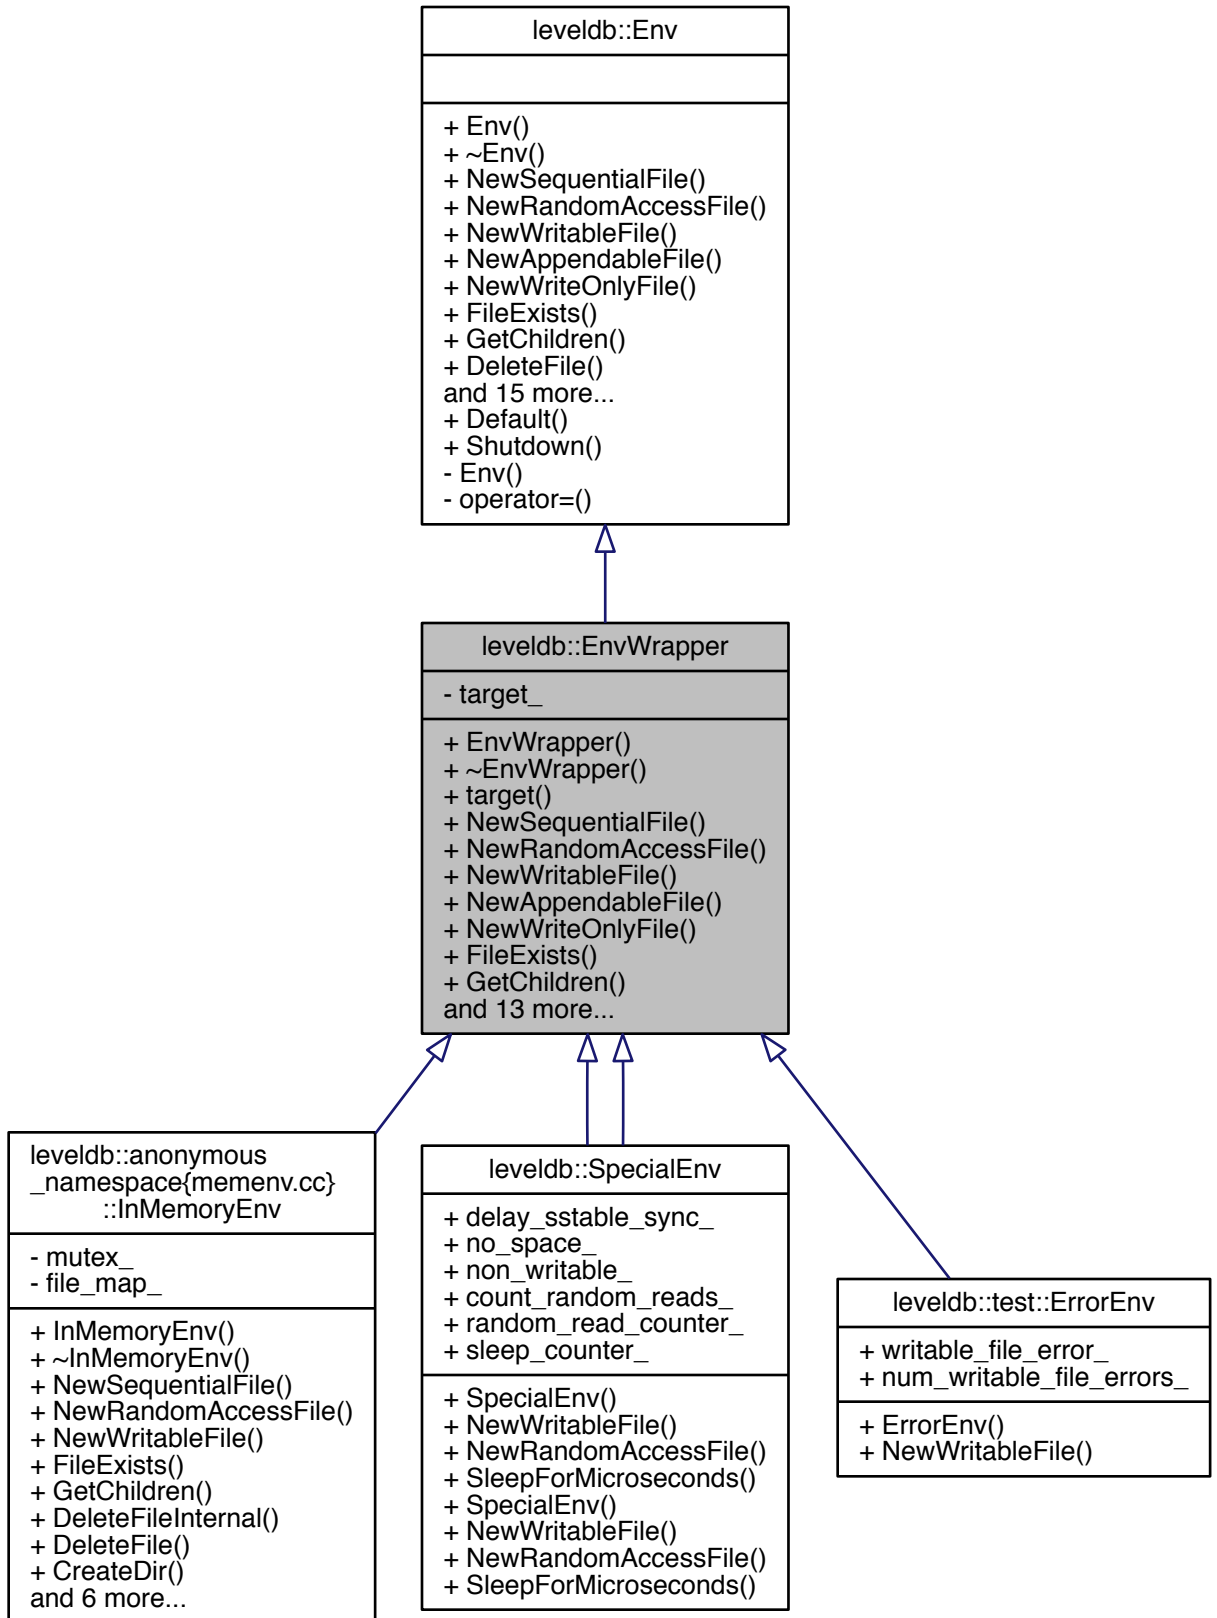 leveldb::Env
+ Env()
+ ~Env()
+ NewSequentialFile()
+ NewRandomAccessFile()
+ NewWritableFile()
+ NewAppendableFile()
+ NewWriteOnlyFile()
+ FileExists()
+ GetChildren()
+ DeleteFile()
and 15 more...
+ Default()
+ Shutdown()
- Env()
- operator=()
leveldb::EnvWrapper
- target_
+ EnvWrapper()
+ ~EnvWrapper()
+ target()
+ NewSequentialFile()
+ NewRandomAccessFile()
+ NewWritableFile()
+ NewAppendableFile()
+ NewWriteOnlyFile()
+ FileExists()
+ GetChildren()
and 13 more...
leveldb::anonymous
_namespace{memenv.cc}
::InMemoryEnv
- mutex_
- file_map_
+ InMemoryEnv()
+ ~InMemoryEnv()
+ NewSequentialFile()
+ NewRandomAccessFile()
+ NewWritableFile()
+ FileExists()
+ GetChildren()
+ DeleteFileInternal()
+ DeleteFile()
+ CreateDir()
and 6 more...
leveldb::SpecialEnv
+ delay_sstable_sync_
+ no_space_
+ non_writable_
+ count_random_reads_
+ random_read_counter_
+ sleep_counter_
+ SpecialEnv()
+ NewWritableFile()
+ NewRandomAccessFile()
+ SleepForMicroseconds()
+ SpecialEnv()
+ NewWritableFile()
+ NewRandomAccessFile()
+ SleepForMicroseconds()
leveldb::test::ErrorEnv
+ writable_file_error_
+ num_writable_file_errors_
+ ErrorEnv()
+ NewWritableFile()